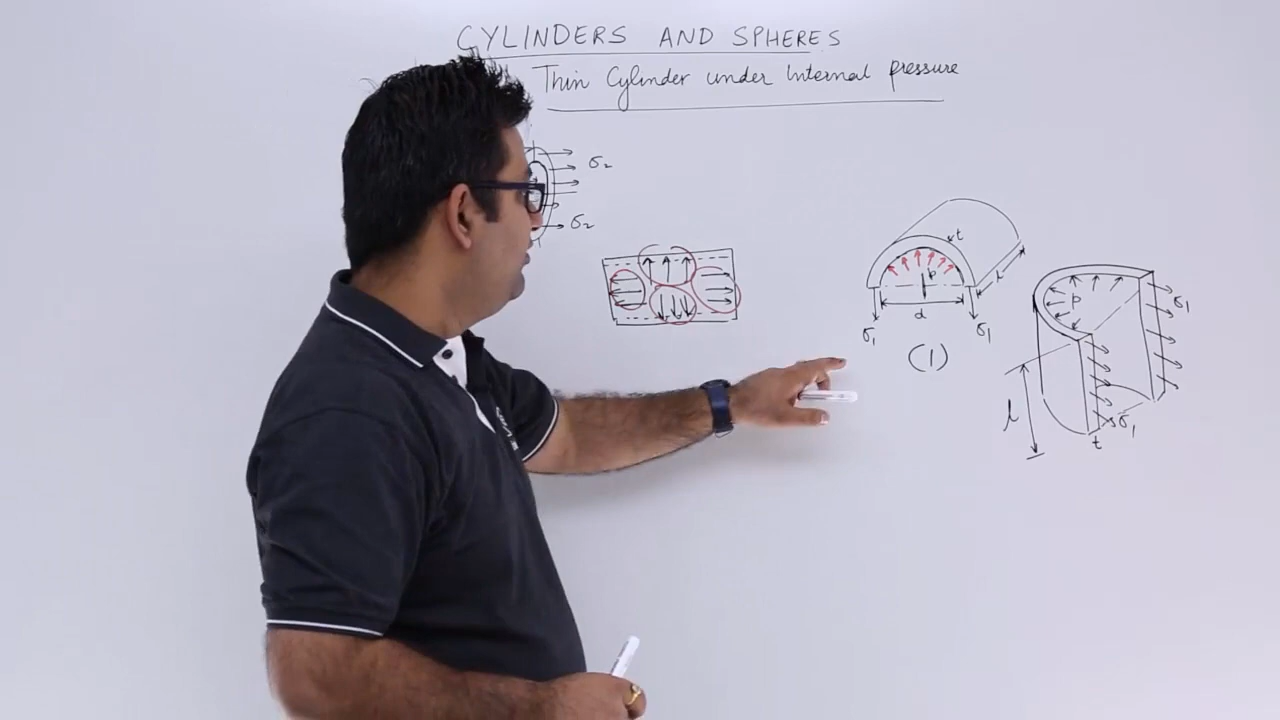 CYLINDERS AND SPHERES
Thin Cylinder under Internal pressure
σ₂
σ₂
t
p
l
d
σ₁
σ₁
(1)
p
σ₁
l
σ₁
t